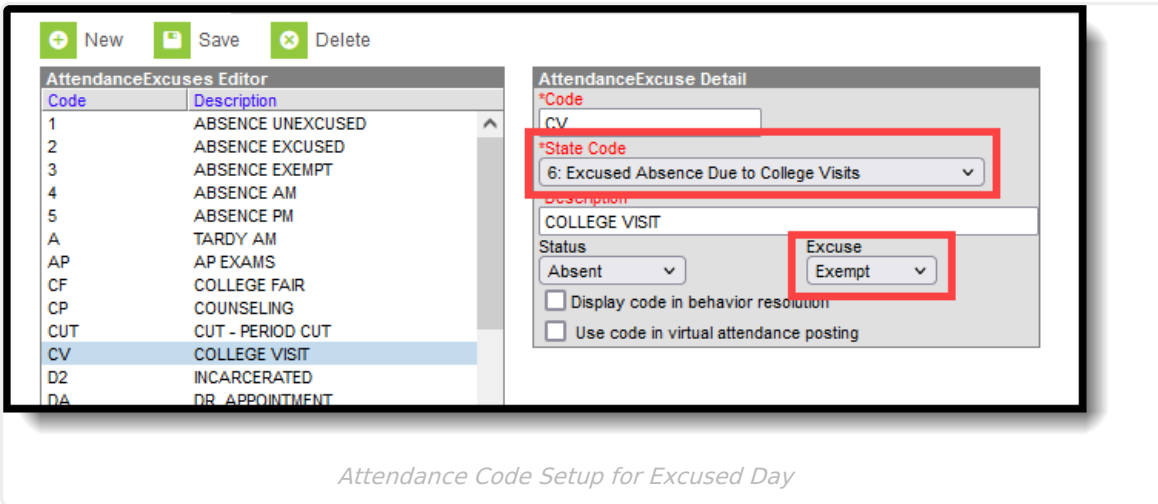 New Save Delete
AttendanceExcuses Editor
Code Description
1 ABSENCE UNEXCUSED
2 ABSENCE EXCUSED
3 ABSENCE EXEMPT
4 ABSENCE AM
5 ABSENCE PM
A TARDY AM
AP AP EXAMS
CF COLLEGE FAIR
CP COUNSELING
CUT CUT - PERIOD CUT
CV COLLEGE VISIT
D2 INCARCERATED
DA DR. APPOINTMENT
AttendanceExcuse Detail
*Code
CV
*State Code
6: Excused Absence Due to College Visits
Description
COLLEGE VISIT
Status Excuse
Absent Exempt
Display code in behavior resolution
Use code in virtual attendance posting
Attendance Code Setup for Excused Day